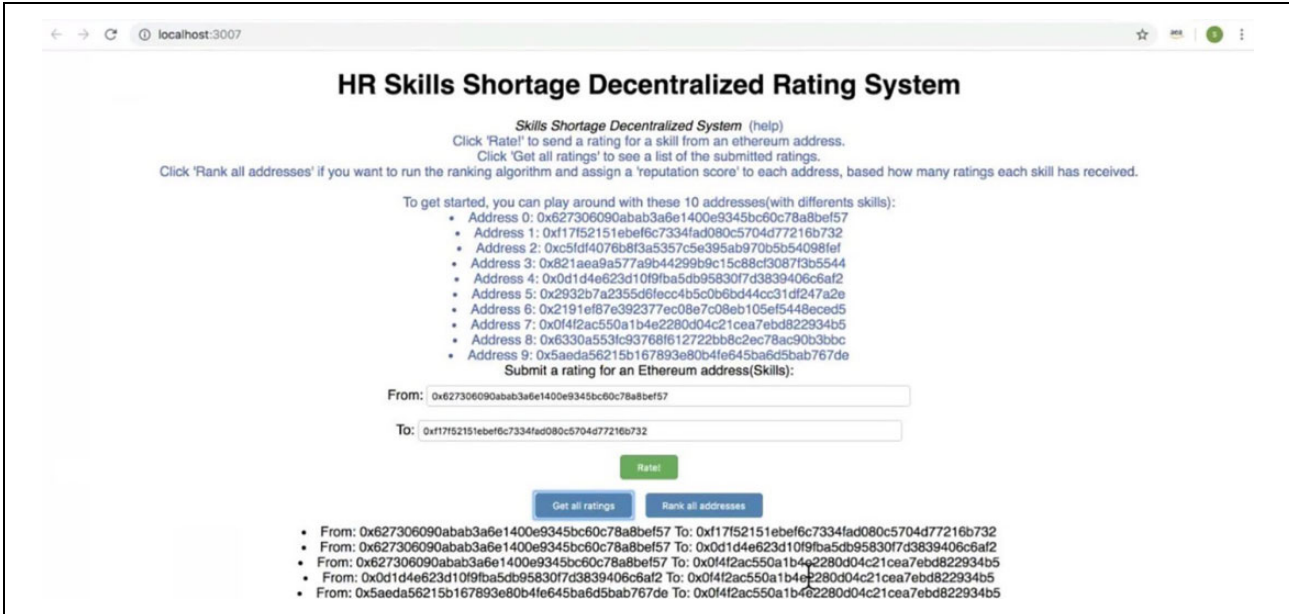 localhost:3007
HR Skills Shortage Decentralized Rating System
Skills Shortage Decentralized System (help)
Click 'Rate!' to send a rating for a skill from an ethereum address.
Click 'Get all ratings' to see a list of the submitted ratings.
Click 'Rank all addresses' if you want to run the ranking algorithm and assign a 'reputation score' to each address, based how many ratings each skill has received.
To get started, you can play around with these 10 addresses(with differents skills):
• Address 0: 0x627306090abab3a6e1400e9345bc60c78a8bef57
• Address 1: 0xf17f52151ebef6c7334fad080c5704d77216b732
• Address 2: 0xc5fdf4076b8f3a5357c5e395ab970b5b54098fef
• Address 3: 0x821aea9a577a9b44299b9c15c88cf3087f3b5544
• Address 4: 0x0d1d4e623d10f9fba5db95830f7d3839406c6af2
• Address 5: 0x2932b7a2355d6fecc4b5c0b6bd44cc31df247a2e
• Address 6: 0x2191ef87e392377ec08e7c08eb105ef5448eced5
• Address 7: 0x0f4f2ac550a1b4e2280d04c21cea7ebd822934b5
• Address 8: 0x6330a553fc93768f612722bb8c2ec78ac90b3bbc
• Address 9: 0x5aeda56215b167893e80b4fe645ba6d5bab767de
Submit a rating for an Ethereum address(Skills):
From: 0x627306090abab3a6e1400e9345bc60c78a8bef57
To: 0xf17f52151ebef6c7334fad080c5704d77216b732
Rate!
Get all ratings Rank all addresses
• From: 0x627306090abab3a6e1400e9345bc60c78a8bef57 To: 0xf17f52151ebef6c7334fad080c5704d77216b732
• From: 0x627306090abab3a6e1400e9345bc60c78a8bef57 To: 0x0d1d4e623d10f9fba5db95830f7d3839406c6af2
• From: 0x627306090abab3a6e1400e9345bc60c78a8bef57 To: 0x0f4f2ac550a1b4e2280d04c21cea7ebd822934b5
• From: 0x0d1d4e623d10f9fba5db95830f7d3839406c6af2 To: 0x0f4f2ac550a1b4e2280d04c21cea7ebd822934b5
• From: 0x5aeda56215b167893e80b4fe645ba6d5bab767de To: 0x0f4f2ac550a1b4e2280d04c21cea7ebd822934b5